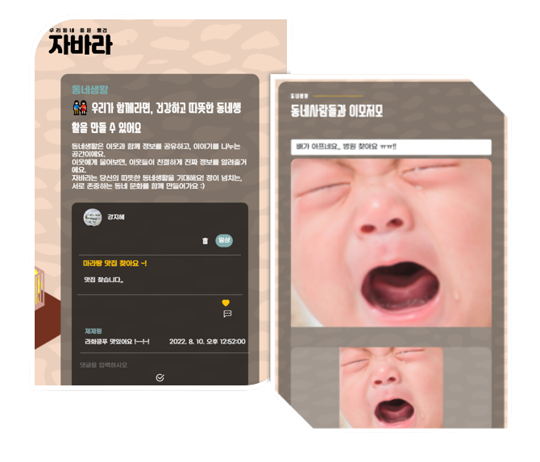 우리동네 중광 물건
자바라
동네생활
우리가 함께라면, 건강하고 따뜻한 동네생
활을 만들 수 있어요
동네생활은 이웃과 함께 정보를 공유하고, 이야기를 나누는
공간이에요.
이웃에게 물어보면, 이웃들이 친절하게 진짜 정보를 알려줄거
예요.
자바라는 당신의 따뜻한 동네생활을 기대해요! 정이 넘치는,
서로 존중하는 동네 문화를 함께 만들어가요 :)
강지혜
일상
마라탕 맛집 찾아요 ~!
맛집 찾습니다,,
제재링
라화쿵푸 맛있어요 !--!-!
2022. 8. 10. 오후 12:52:00
댓글을 입력하시오
동네생활
동네사람들과 이모저모
배가 아프네요,, 병원 찾아요 ㅠㅠ!!